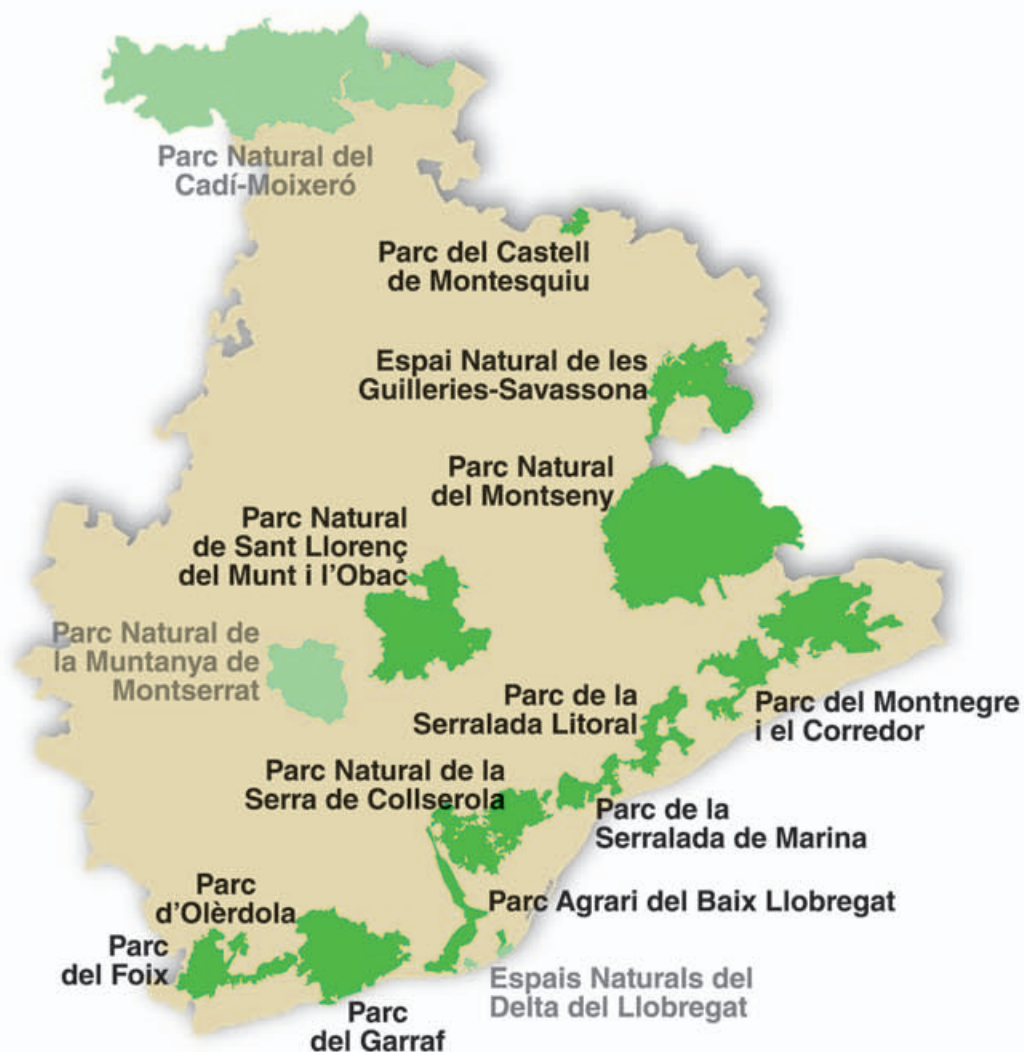 Parc Natural del
Cadí-Moixeró
Parc del Castell
de Montesquiu
Espai Natural de les
Guilleries-Savassona
Parc Natural
del Montseny
Parc Natural
de Sant Llorenç
del Munt i l'Obac
Parc Natural de
la Muntanya de
Montserrat
Parc de la
Serralada Litoral
Parc del Montnegre
i el Corredor
Parc Natural de la
Serra de Collserola
Parc de la
Serralada de Marina
Parc
d'Olèrdola
Parc Agrari del Baix Llobregat
Parc
del Foix
Espais Naturals del
Delta del Llobregat
Parc
del Garraf